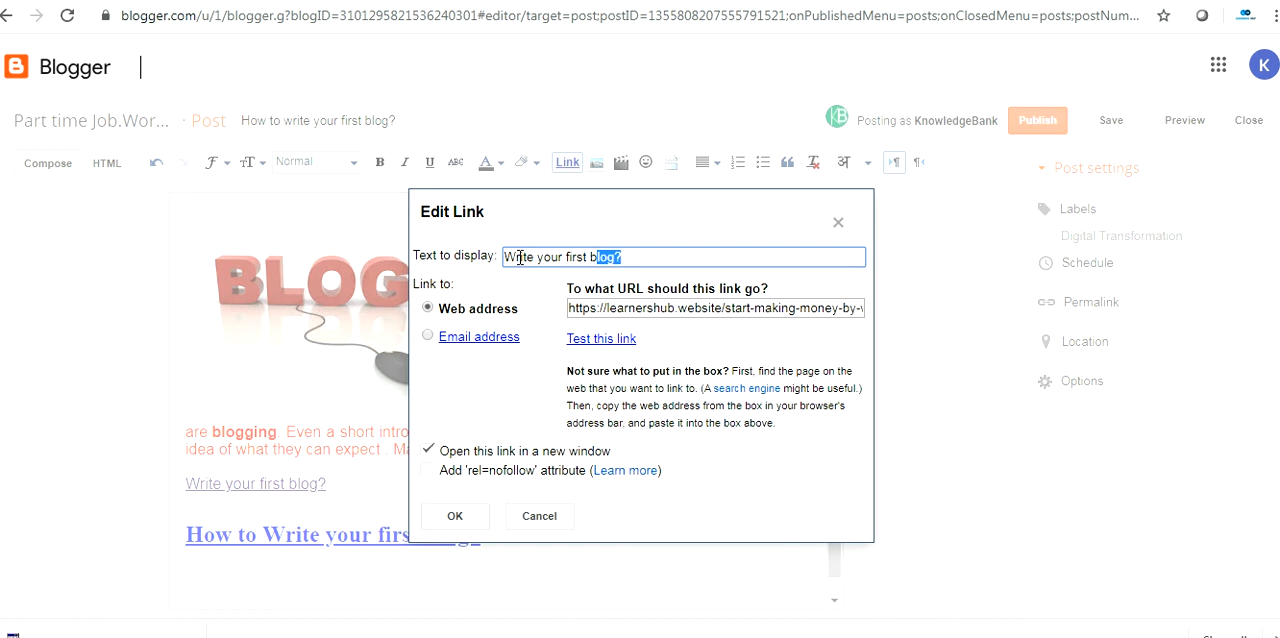 blogger.com/u/1/blogger.g?blogID=3101295821536240301#editor/target=post;postID=1355808207555791521;onPublishedMenu=posts;onClosedMenu=posts;postNum...
Blogger
K
Part time Job.Wor... · Post How to write your first blog?
KB Posting as KnowledgeBank Publish Save Preview Close
Compose HTML Normal B I U ABC A Link अ
Post settings
Labels
Digital Transformation
Schedule
Permalink
Location
Options
BLOG
are blogging. Even a short intro
idea of what they can expect . Ma
Write your first blog?
How to Write your firs
Edit Link
Text to display: Write your first blog?
Link to:
Web address
Email address
To what URL should this link go?
https://learnershub.website/start-making-money-by-
Test this link
Not sure what to put in the box? First, find the page on the
web that you want to link to. (A search engine might be useful.)
Then, copy the web address from the box in your browser's
address bar, and paste it into the box above.
Open this link in a new window
Add 'rel=nofollow' attribute (Learn more)
OK Cancel